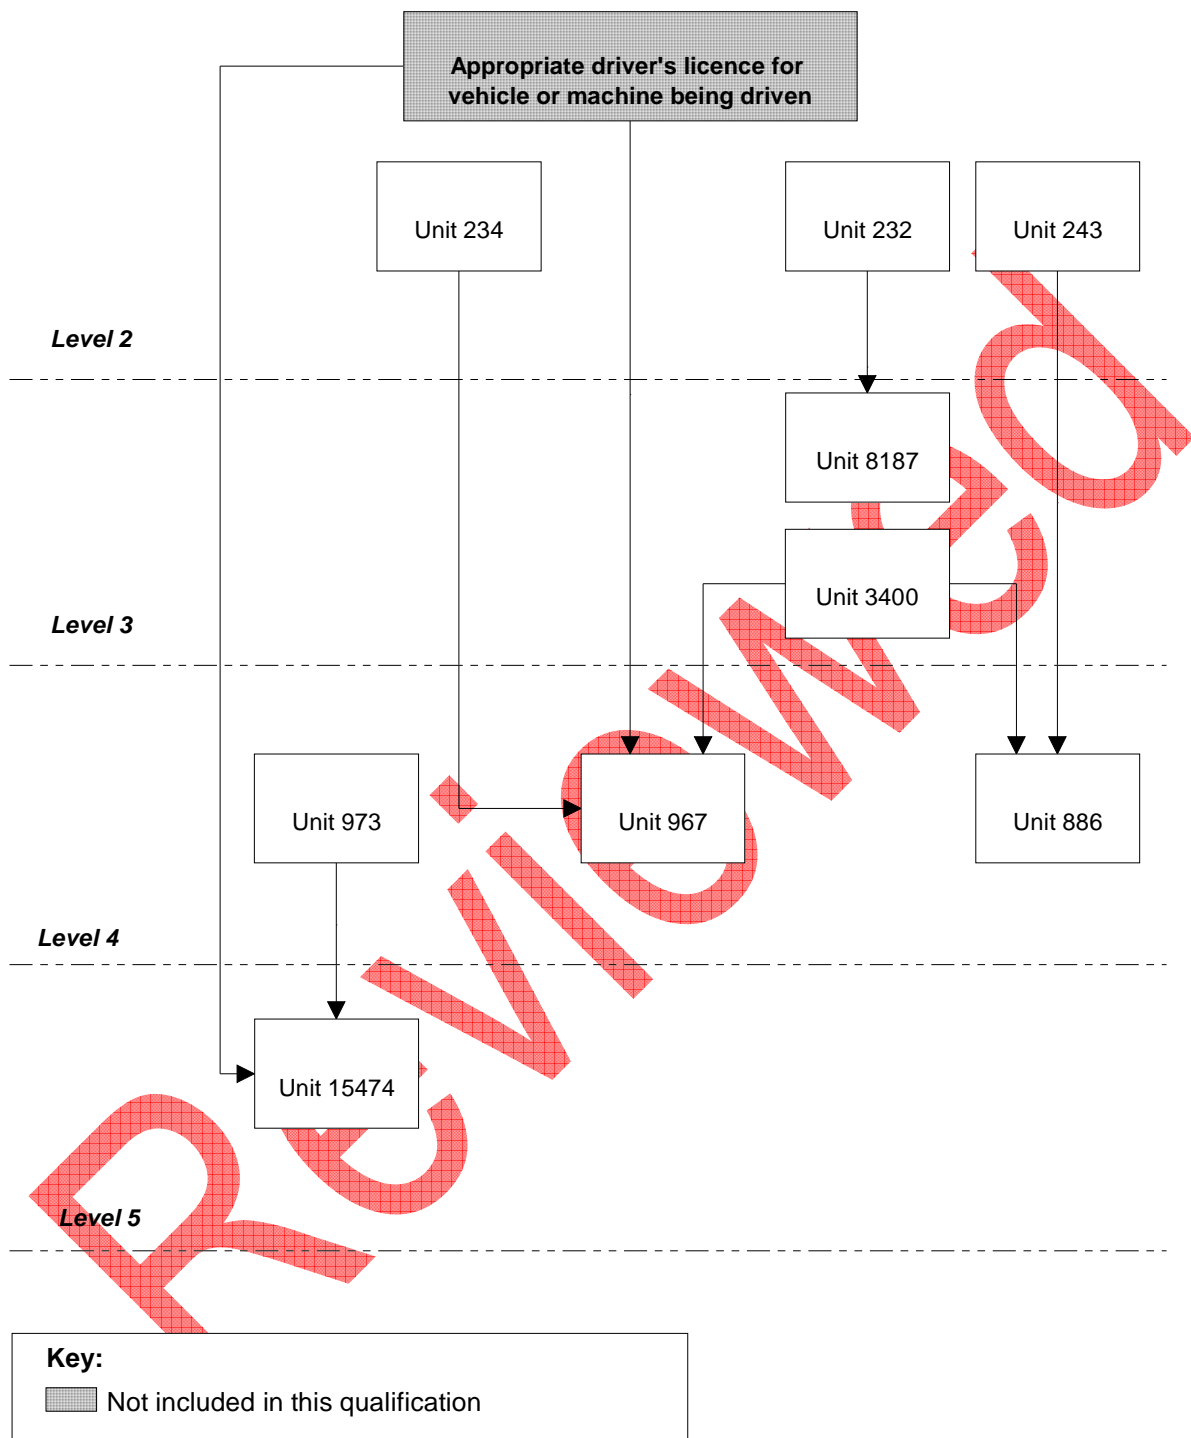 Appropriate driver's licence for
vehicle or machine being driven
Unit 234
Unit 232
Unit 243
Level 2
Unit 8187
Unit 3400
Level 3
Unit 973
Unit 967
Unit 886
Level 4
Unit 15474
Level 5
Reviewed
Key:
Not included in this qualification